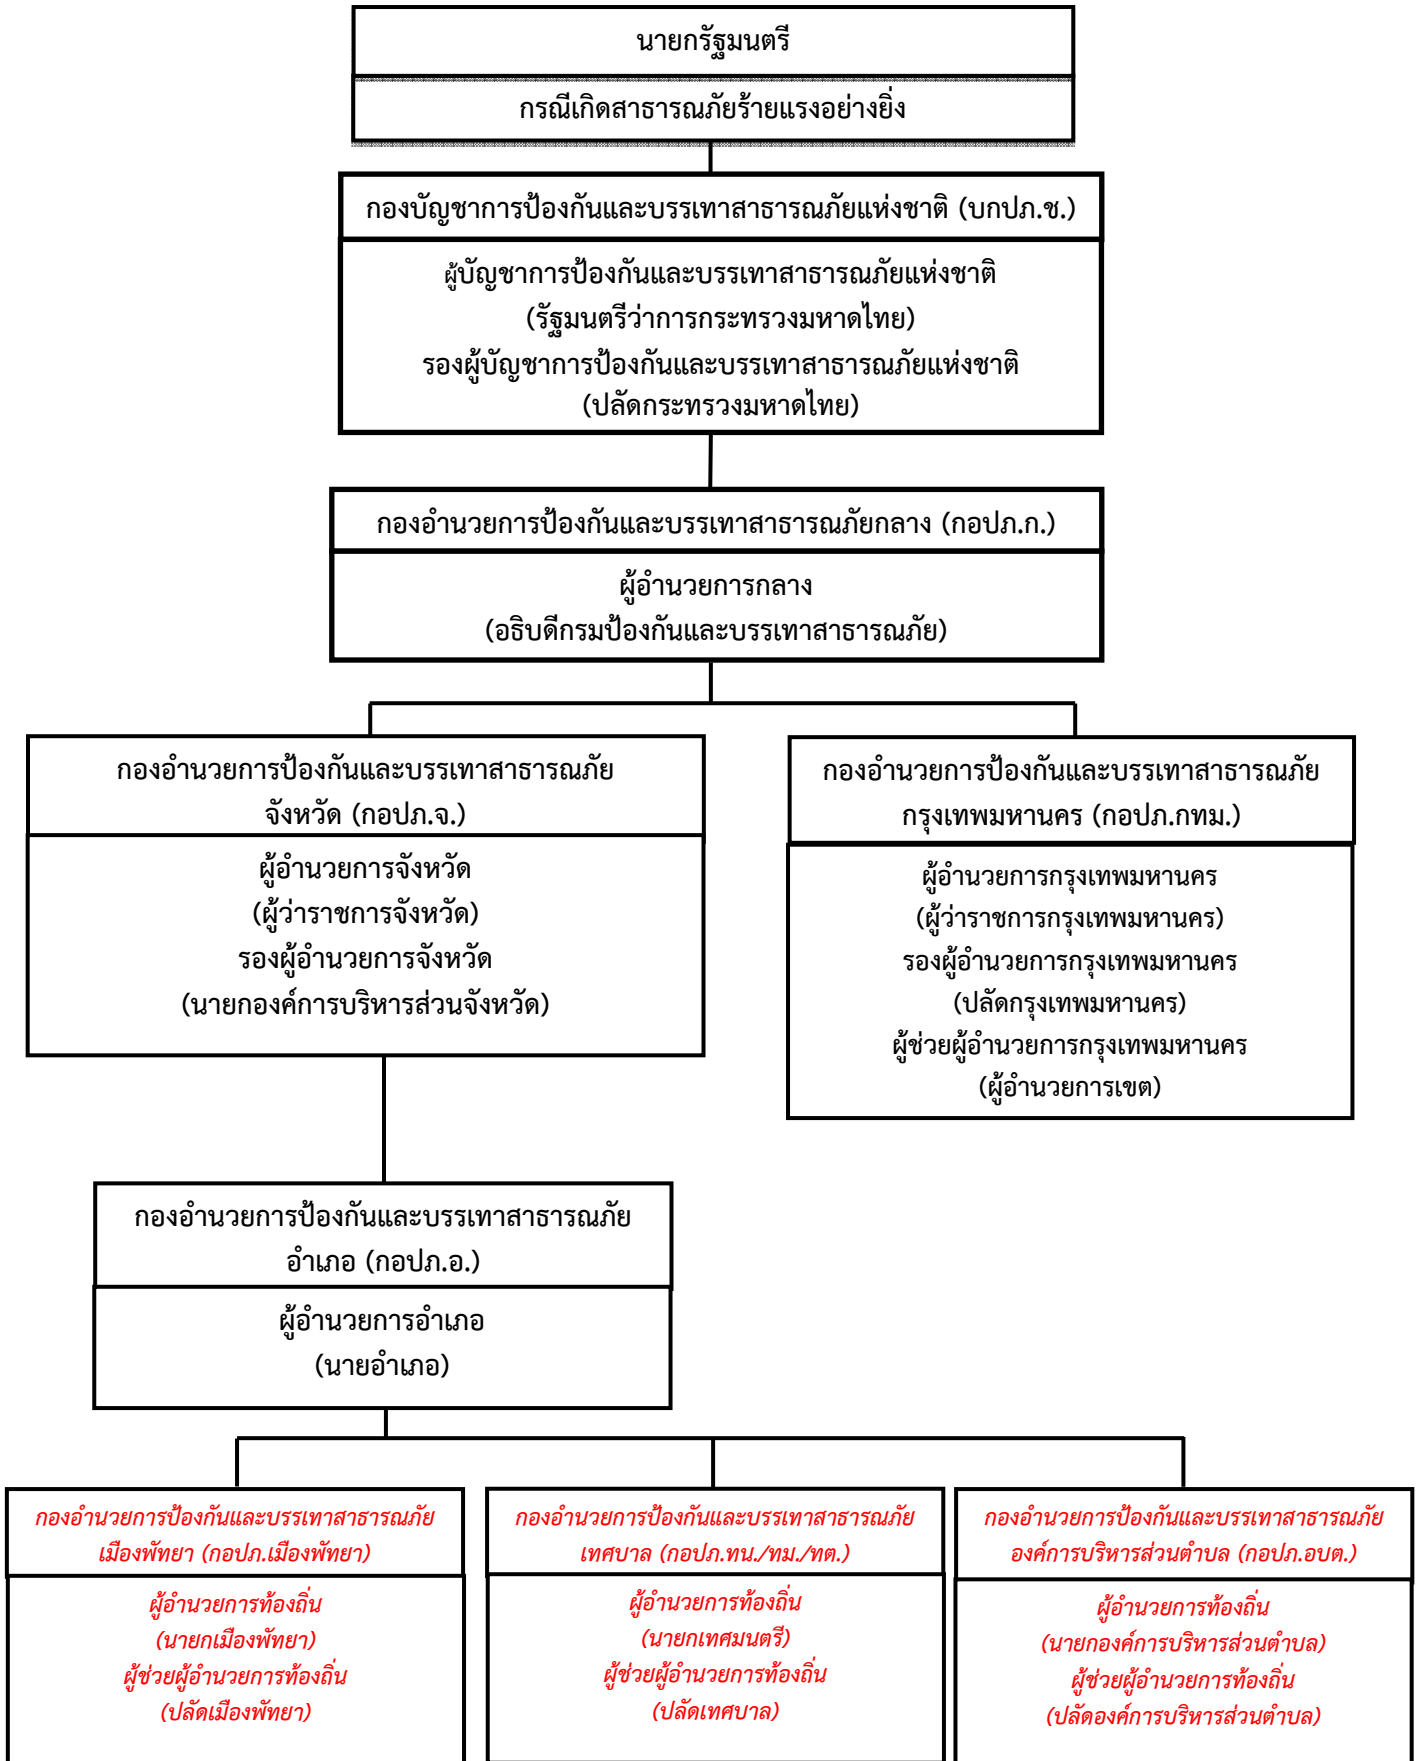 นายกรัฐมนตรี
กรณีเกิดสาธารณภัยร้ายแรงอย่างยิ่ง
กองบัญชาการป้องกันและบรรเทาสาธารณภัยแห่งชาติ (บกปภ.ช.)
ผู้บัญชาการป้องกันและบรรเทาสาธารณภัยแห่งชาติ
(รัฐมนตรีว่าการกระทรวงมหาดไทย)
รองผู้บัญชาการป้องกันและบรรเทาสาธารณภัยแห่งชาติ
(ปลัดกระทรวงมหาดไทย)
กองอำนวยการป้องกันและบรรเทาสาธารณภัยกลาง (กอปภ.ก.)
ผู้อำนวยการกลาง
(อธิบดีกรมป้องกันและบรรเทาสาธารณภัย)
กองอำนวยการป้องกันและบรรเทาสาธารณภัย
จังหวัด (กอปภ.จ.)
ผู้อำนวยการจังหวัด
(ผู้ว่าราชการจังหวัด)
รองผู้อำนวยการจังหวัด
(นายกองค์การบริหารส่วนจังหวัด)
กองอำนวยการป้องกันและบรรเทาสาธารณภัย
กรุงเทพมหานคร (กอปภ.กทม.)
ผู้อำนวยการกรุงเทพมหานคร
(ผู้ว่าราชการกรุงเทพมหานคร)
รองผู้อำนวยการกรุงเทพมหานคร
(ปลัดกรุงเทพมหานคร)
ผู้ช่วยผู้อำนวยการกรุงเทพมหานคร
(ผู้อำนวยการเขต)
กองอำนวยการป้องกันและบรรเทาสาธารณภัย
อำเภอ (กอปภ.อ.)
ผู้อำนวยการอำเภอ
(นายอำเภอ)
กองอำนวยการป้องกันและบรรเทาสาธารณภัย
เมืองพัทยา (กอปภ.เมืองพัทยา)
ผู้อำนวยการท้องถิ่น
(นายกเมืองพัทยา)
ผู้ช่วยผู้อำนวยการท้องถิ่น
(ปลัดเมืองพัทยา)
กองอำนวยการป้องกันและบรรเทาสาธารณภัย
เทศบาล (กอปภ.ทน./ทม./ทต.)
ผู้อำนวยการท้องถิ่น
(นายกเทศมนตรี)
ผู้ช่วยผู้อำนวยการท้องถิ่น
(ปลัดเทศบาล)
กองอำนวยการป้องกันและบรรเทาสาธารณภัย
องค์การบริหารส่วนตำบล (กอปภ.อบต.)
ผู้อำนวยการท้องถิ่น
(นายกองค์การบริหารส่วนตำบล)
ผู้ช่วยผู้อำนวยการท้องถิ่น
(ปลัดองค์การบริหารส่วนตำบล)